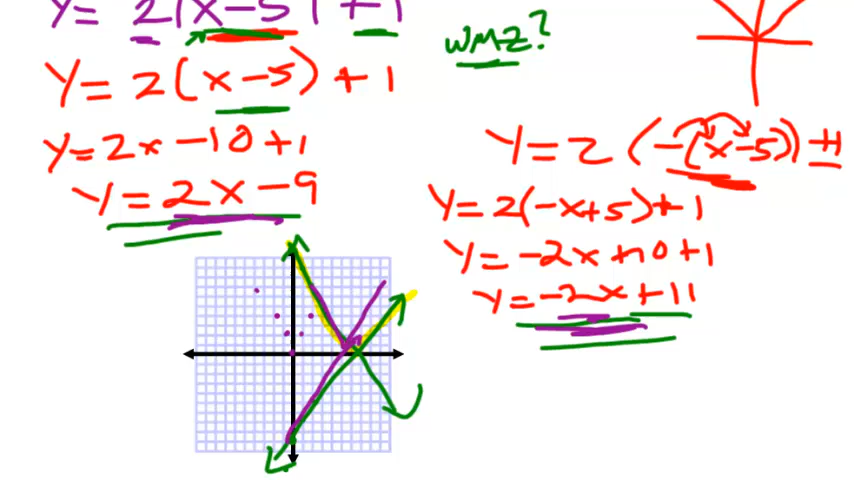 Y = 2|x-5|+1
Y = 2(x-5)+1
Y=2x-10+1
Y=2x-9
WMZ?
Y=2(-(x-5))+1
Y=2(-x+5)+1
Y=-2x+10+1
Y=-2x+11